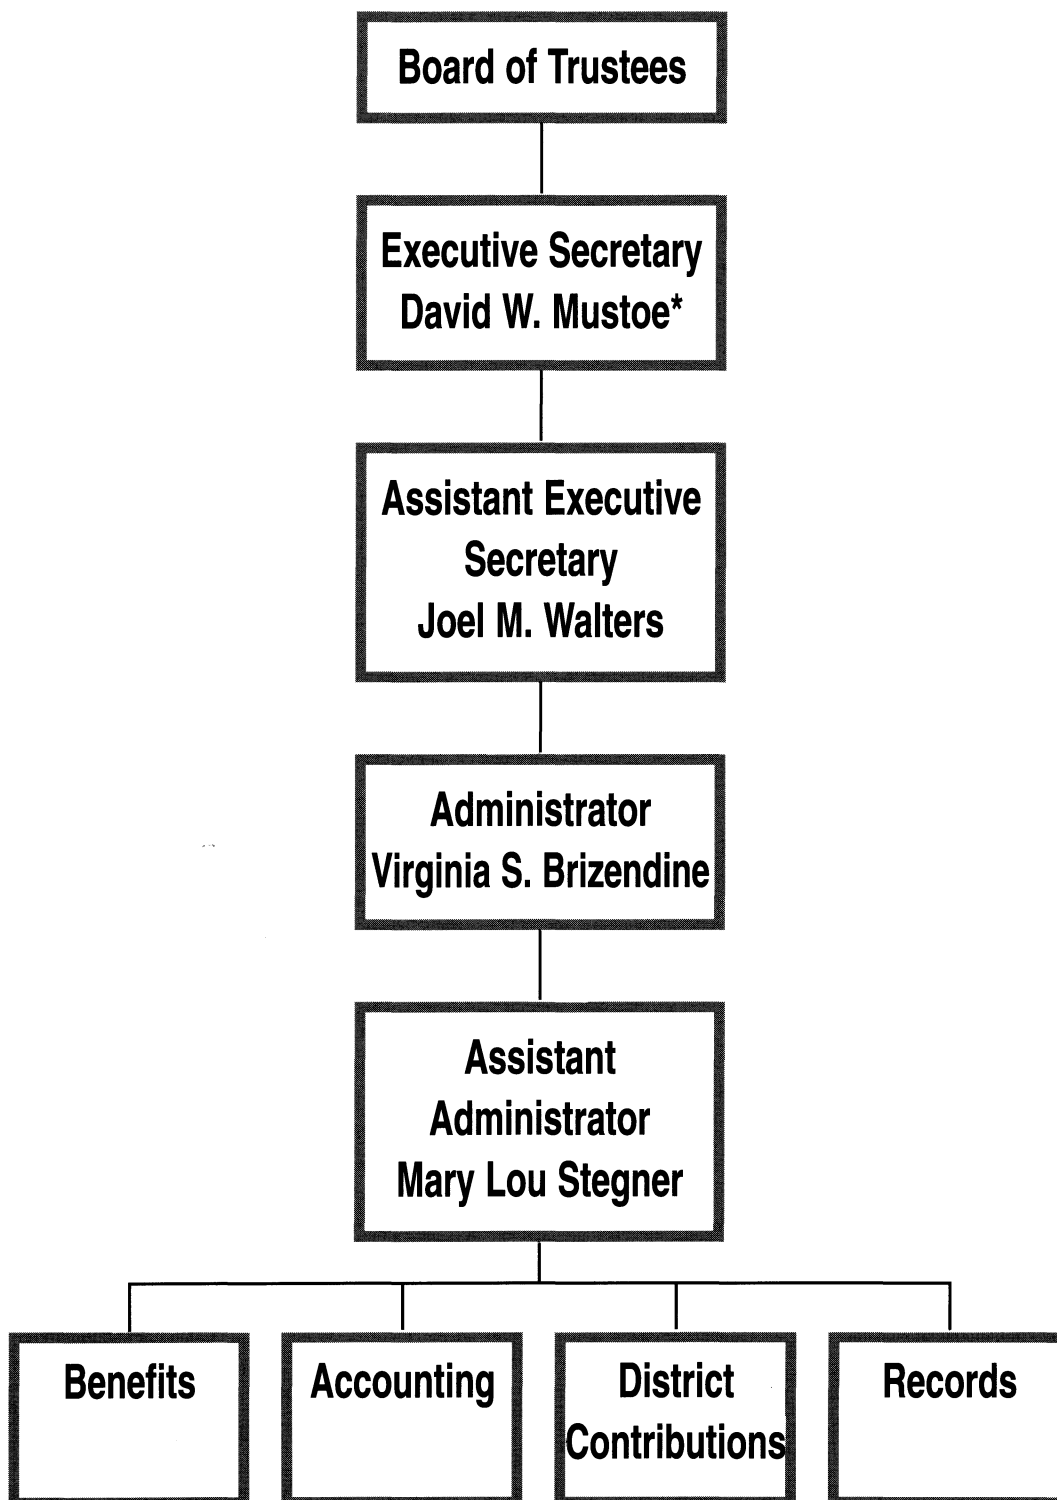 Board of Trustees
Executive Secretary
David W. Mustoe*
Assistant Executive
Secretary
Joel M. Walters
Administrator
Virginia S. Brizendine
Assistant
Administrator
Mary Lou Stegner
Benefits
Accounting
District
Contributions
Records